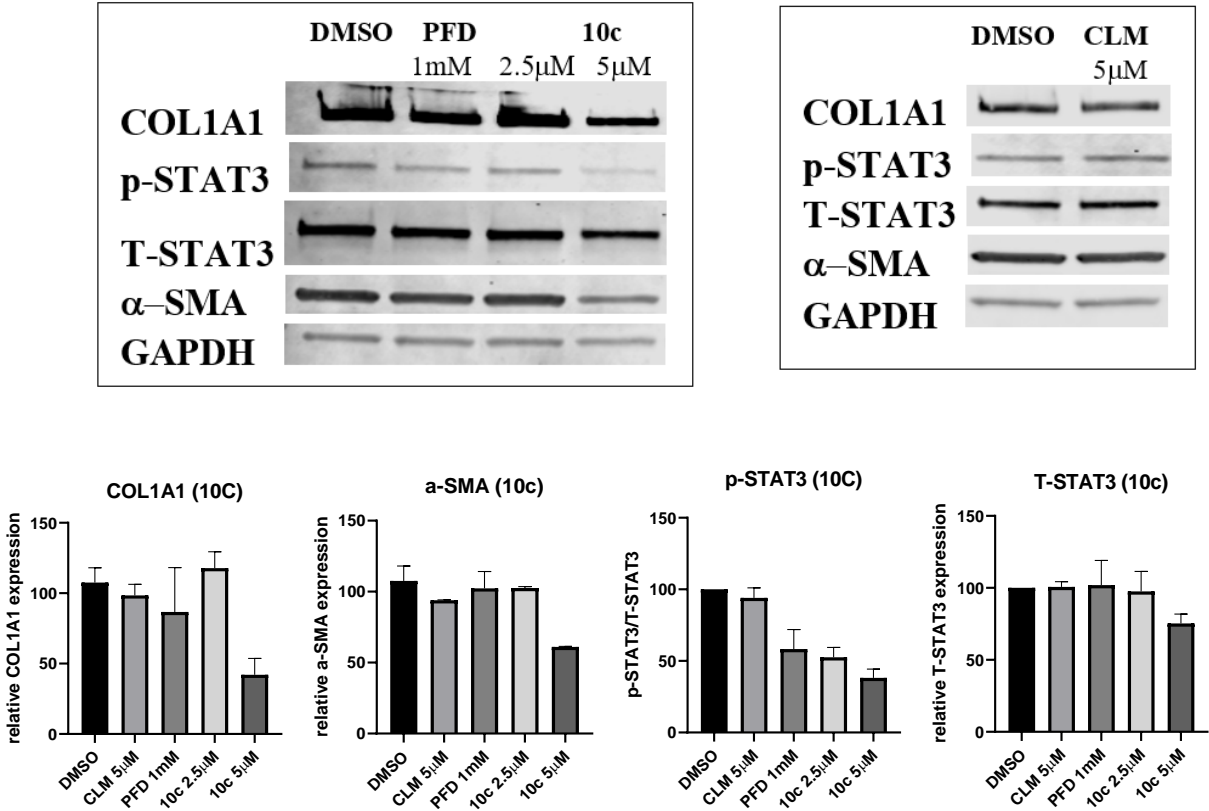 DMSO PFD 10c
1mM 2.5μM 5μM
COL1A1
p-STAT3
T-STAT3
α–SMA
GAPDH
DMSO CLM
5μM
COL1A1
p-STAT3
T-STAT3
α–SMA
GAPDH
COL1A1 (10C)
relative COL1A1 expression
150
100
50
0
DMSO
CLM 5μM
PFD 1mM
10c 2.5μM
10c 5μM
a-SMA (10c)
relative a-SMA expression
150
100
50
0
DMSO
CLM 5μM
PFD 1mM
10c 2.5μM
10c 5μM
p-STAT3 (10C)
p-STAT3/T-STAT3
150
100
50
0
DMSO
CLM 5μM
PFD 1mM
10c 2.5μM
10c 5μM
T-STAT3 (10c)
relative T-STAT3 expression
150
100
50
0
DMSO
CLM 5μM
PFD 1mM
10c 2.5μM
10c 5μM